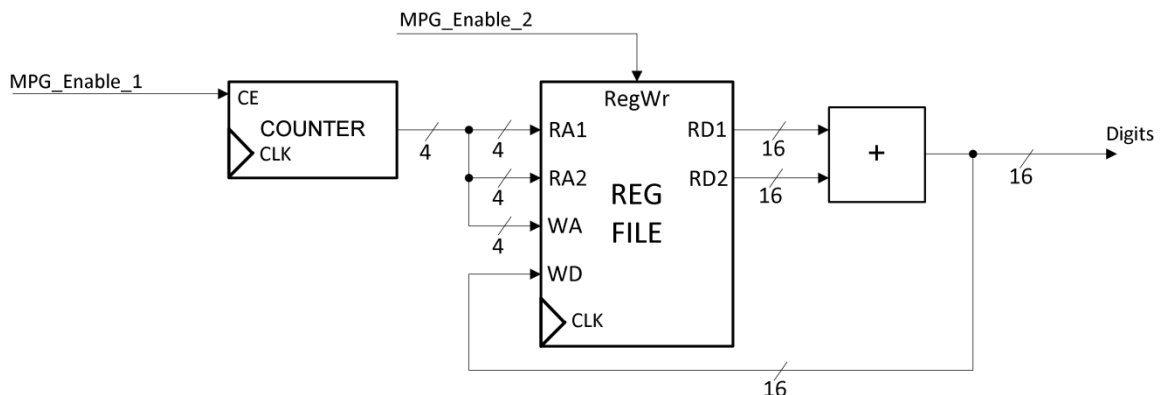 MPG_Enable_2
MPG_Enable_1
CE
COUNTER
CLK
4
4
4
4
RegWr
RA1
RA2
WA
WD
REG
FILE
CLK
RD1
RD2
16
16
+
Digits
16
16